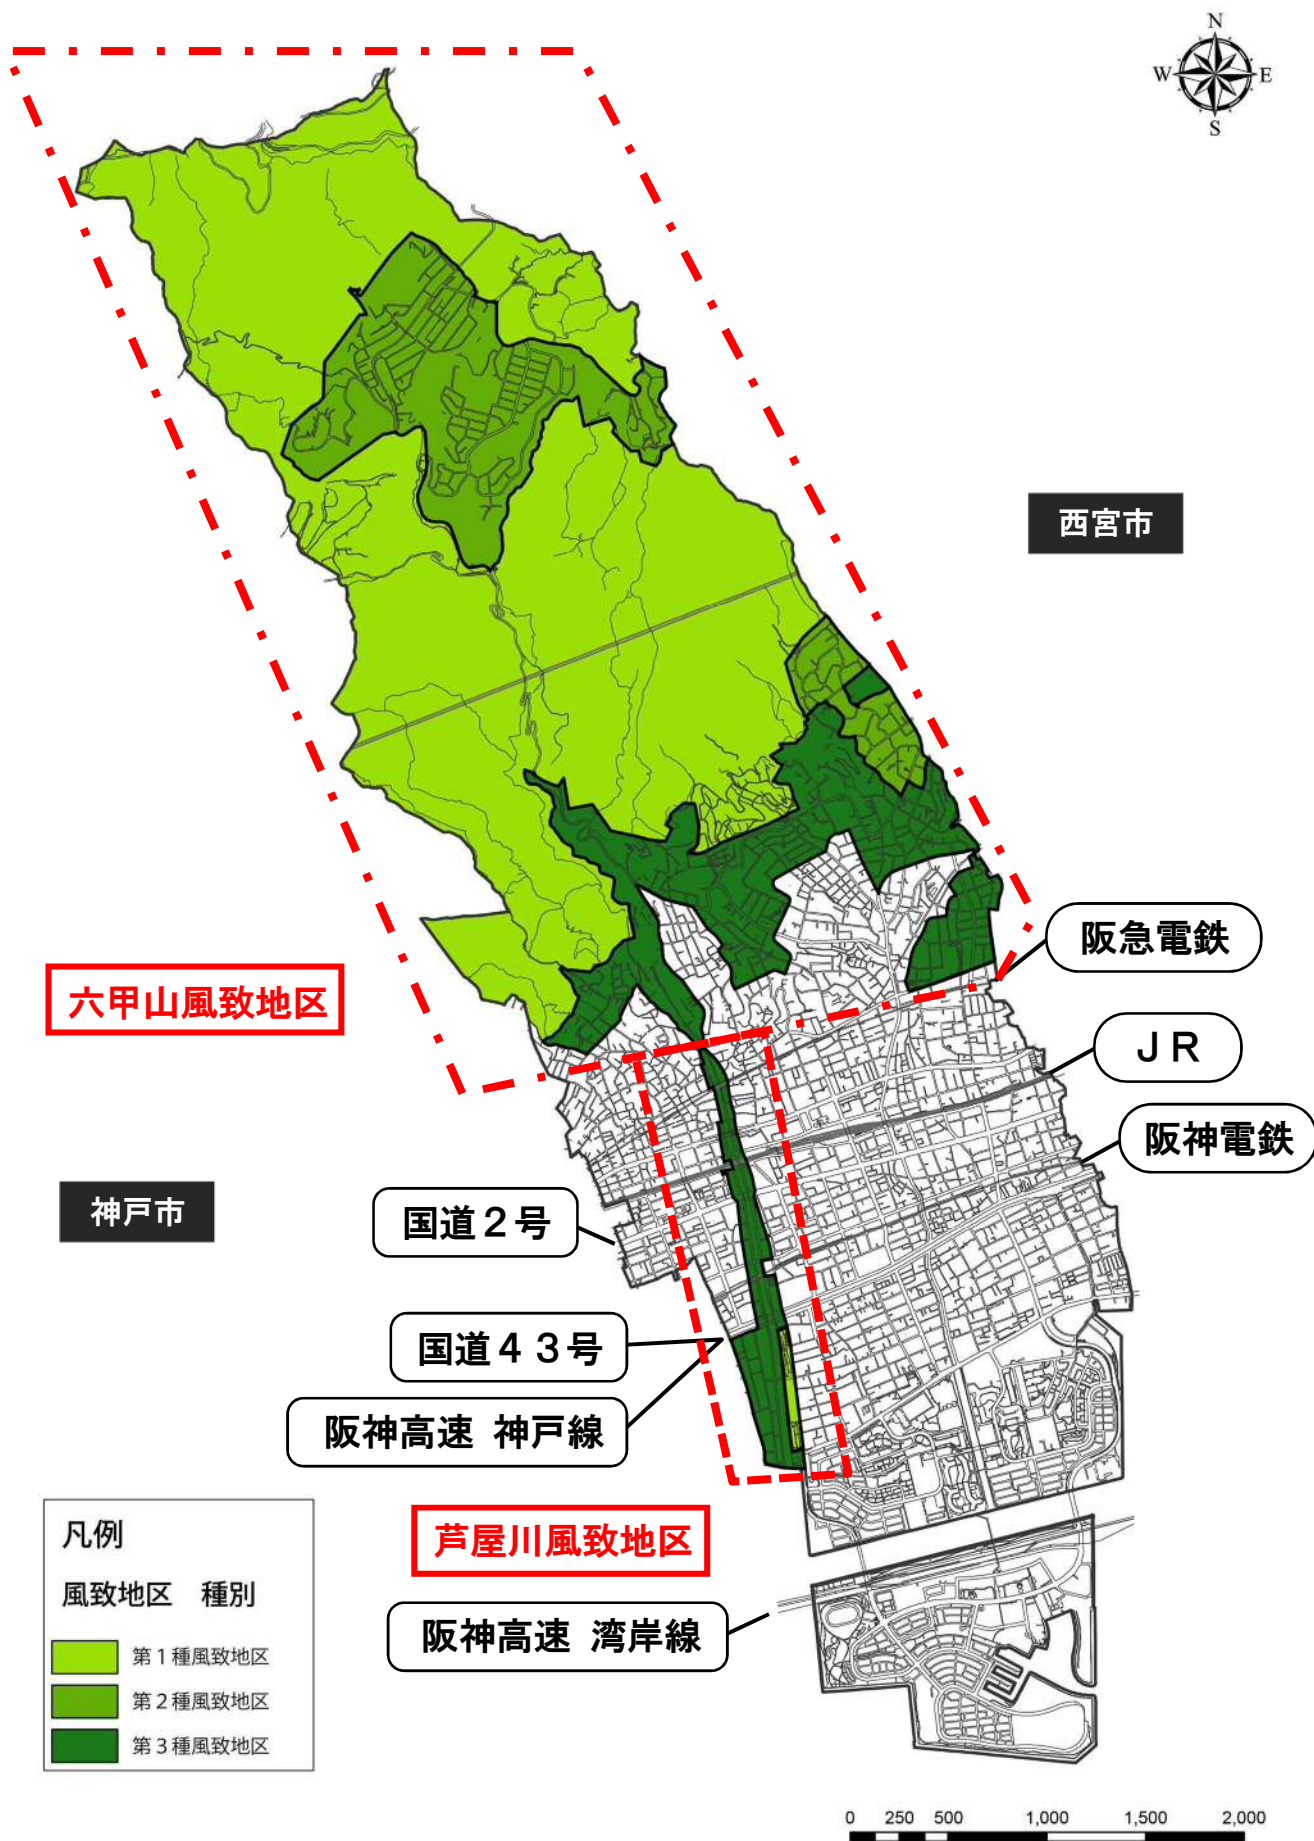 N
W E
S
西宮市
阪急電鉄
六甲山風致地区
JR
阪神電鉄
神戸市
国道２号
国道４３号
阪神高速 神戸線
凡例
風致地区 種別
第1種風致地区
第2種風致地区
第3種風致地区
芦屋川風致地区
阪神高速 湾岸線
0 250 500 1,000 1,500 2,000